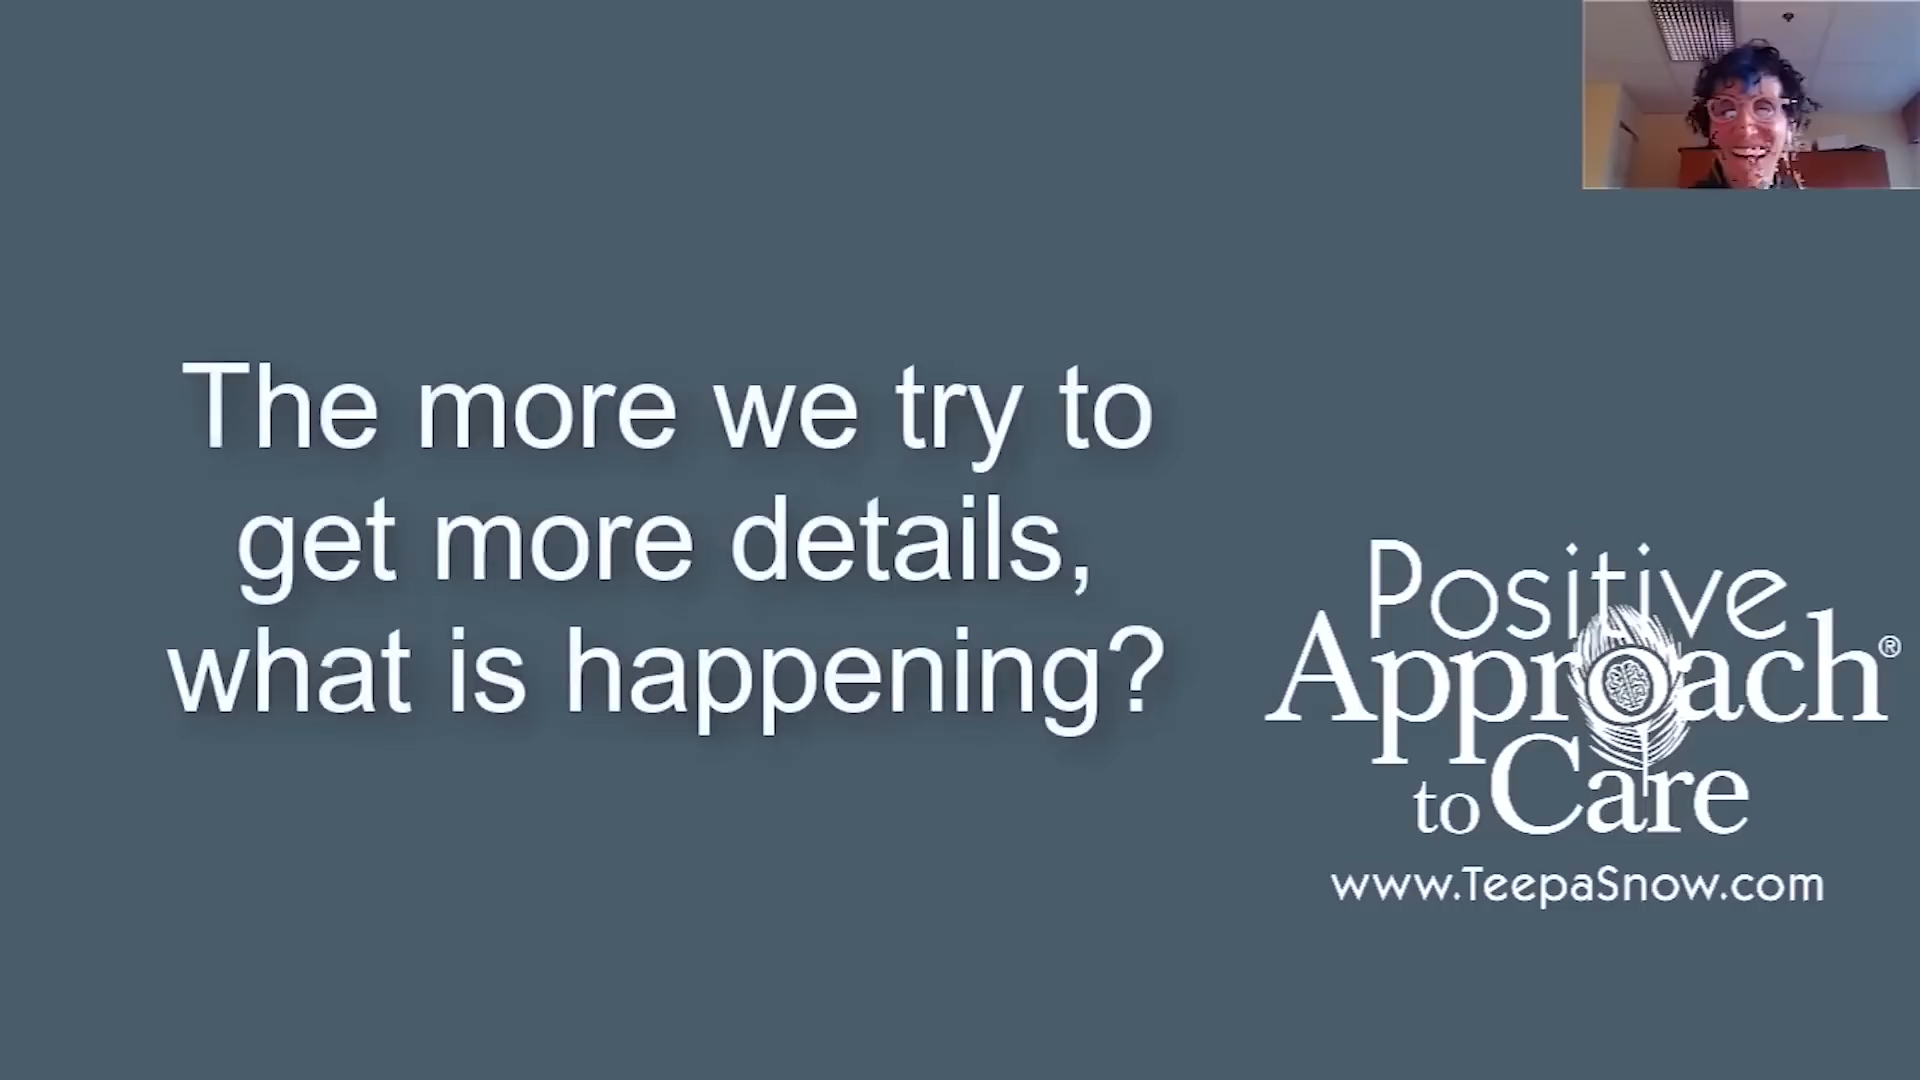 The more we try to
get more details,
what is happening?
Positive
Approach®
to Care
www.TeepaSnow.com